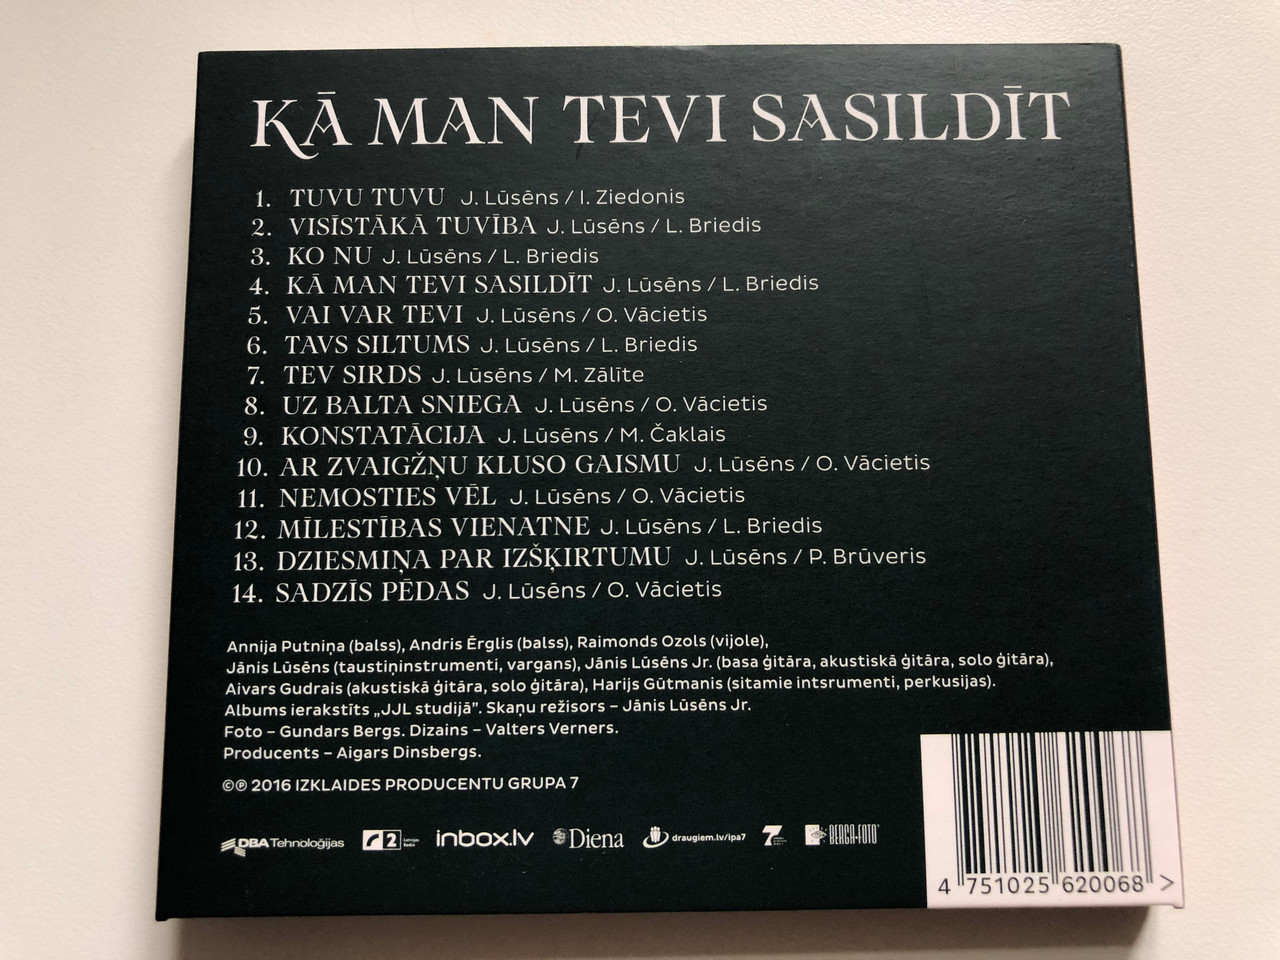 KĀ MAN TEVI SASILDĪT
1. TUVU TUVU J. Lūsēns / I. Ziedonis
2. VISĪSTĀKĀ TUVĪBA J. Lūsēns / L. Briedis
3. KO NU J. Lūsēns / L. Briedis
4. KĀ MAN TEVI SASILDĪT J. Lūsēns / L. Briedis
5. VAI VAR TEVI J. Lūsēns / O. Vācietis
6. TAVS SILTUMS J. Lūsēns / L. Briedis
7. TEV SIRDS J. Lūsēns / M. Zālīte
8. UZ BALTA SNIEGA J. Lūsēns / O. Vācietis
9. KONSTATĀCIJA J. Lūsēns / M. Čaklais
10. AR ZVAIGŽŅU KLUSO GAISMU J. Lūsēns / O. Vācietis
11. NEMOSTIES VĒL J. Lūsēns / O. Vācietis
12. MĪLESTĪBAS VIENATNE J. Lūsēns / L. Briedis
13. DZIESMIŅA PAR IZŠĶIRTUMU J. Lūsēns / P. Brūveris
14. SADZĪS PĒDAS J. Lūsēns / O. Vācietis
Annija Putniņa (balss), Andris Ērglis (balss), Raimonds Ozols (vijole),
Jānis Lūsēns (taustiņinstrumenti, vargans), Jānis Lūsēns Jr. (basa ģitāra, akustiskā ģitāra, solo ģitāra),
Aivars Gudrais (akustiskā ģitāra, solo ģitāra), Harijs Gūtmanis (sitamie intsrumenti, perkusijas).
Albums ierakstīts „JJL studijā”. Skaņu režisors – Jānis Lūsēns Jr.
Foto – Gundars Bergs. Dizains – Valters Verners.
Producents – Aigars Dinsbergs.
©℗ 2016 IZKLAIDES PRODUCENTU GRUPA 7
DBA Tehnoloģijas 2 Latvijas Radio inbox.lv Diena draugiem.lv/ipa7 7 BERGA•FOTO
4 751025 620068 >